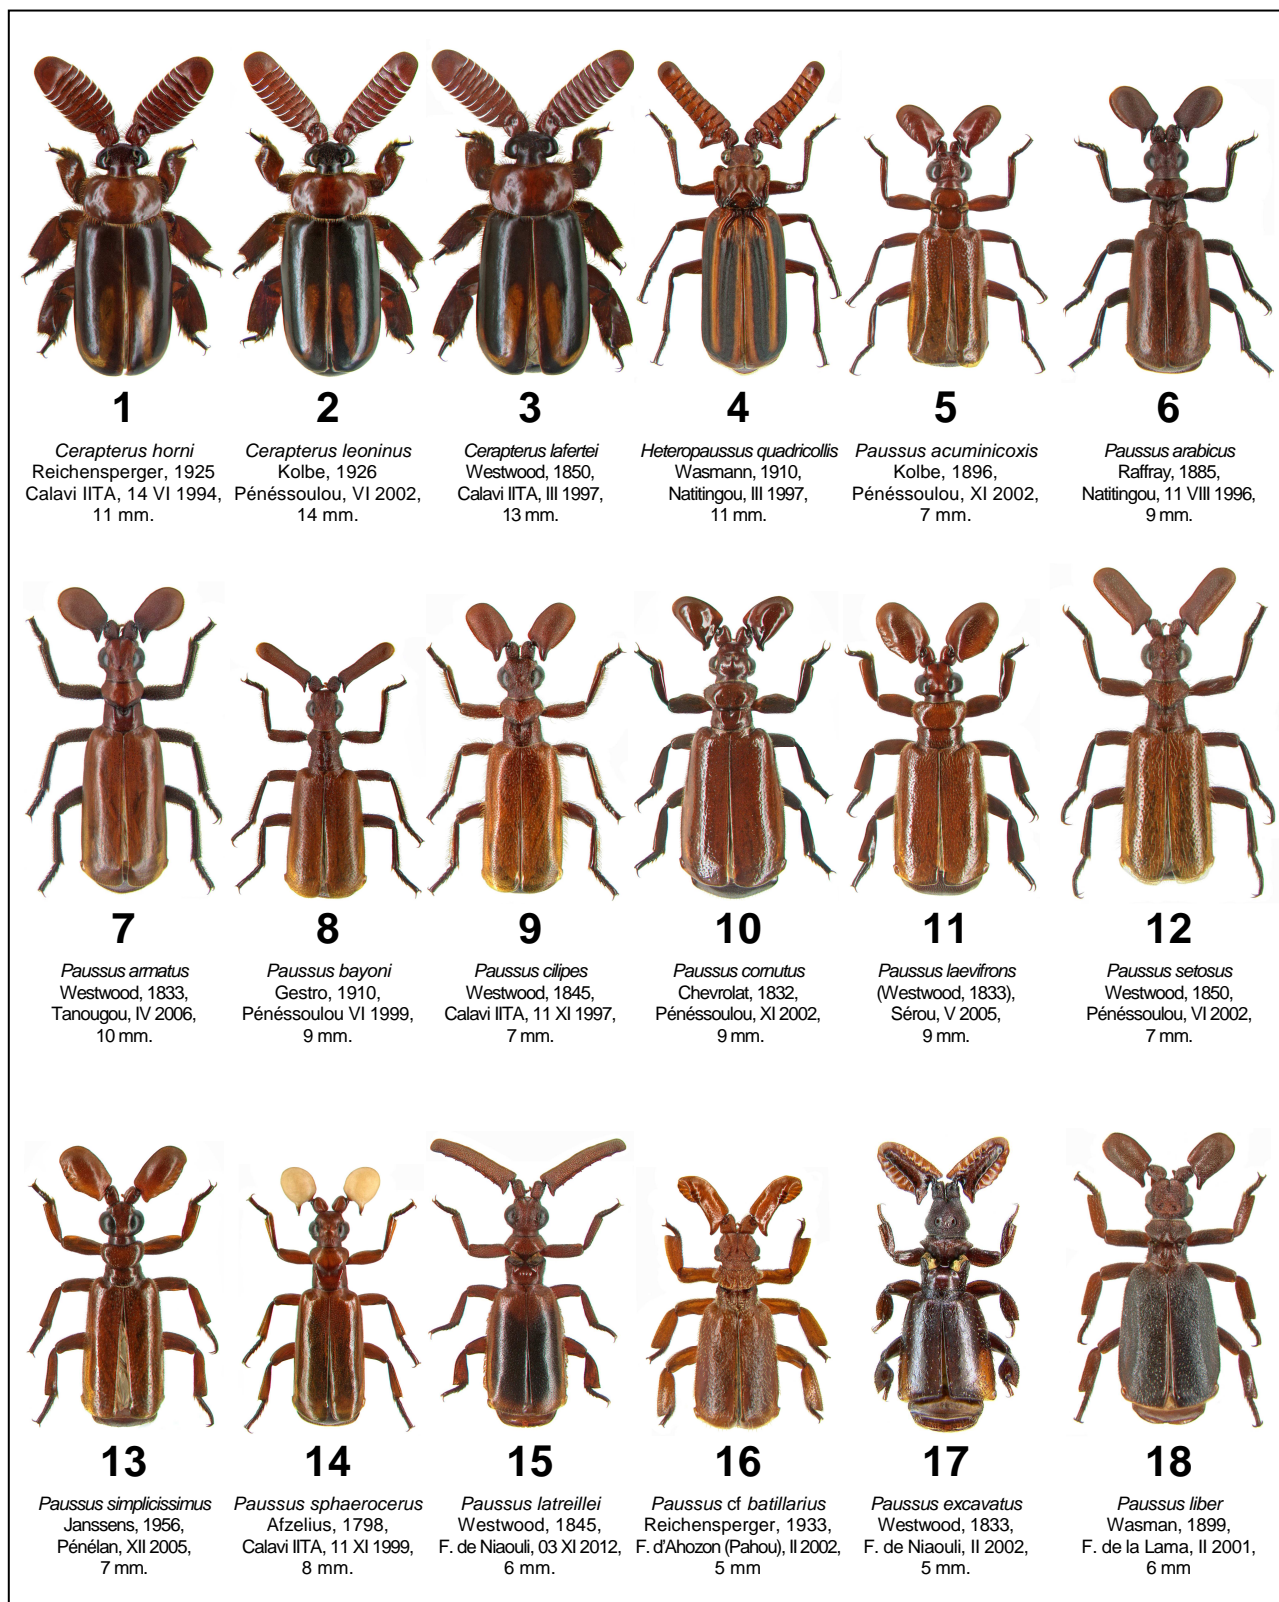 1
Cerapterus horni
Reichensperger, 1925
Calavi IITA, 14 VI 1994,
11 mm.
2
Cerapterus leoninus
Kolbe, 1926
Pénéssoulou, VI 2002,
14 mm.
3
Cerapterus lafertei
Westwood, 1850,
Calavi IITA, III 1997,
13 mm.
4
Heteropaussus quadricollis
Wasmann, 1910,
Natitingou, III 1997,
11 mm.
5
Paussus acuminicoxis
Kolbe, 1896,
Pénéssoulou, XI 2002,
7 mm.
6
Paussus arabicus
Raffray, 1885,
Natitingou, 11 VIII 1996,
9 mm.
7
Paussus armatus
Westwood, 1833,
Tanougou, IV 2006,
10 mm.
8
Paussus bayoni
Gestro, 1910,
Pénéssoulou VI 1999,
9 mm.
9
Paussus cilipes
Westwood, 1845,
Calavi IITA, 11 XI 1997,
7 mm.
10
Paussus cornutus
Chevrolat, 1832,
Pénéssoulou, XI 2002,
9 mm.
11
Paussus laevifrons
(Westwood, 1833),
Sérou, V 2005,
9 mm.
12
Paussus setosus
Westwood, 1850,
Pénéssoulou, VI 2002,
7 mm.
13
Paussus simplicissimus
Janssens, 1956,
Pénélan, XII 2005,
7 mm.
14
Paussus sphaerocerus
Afzelius, 1798,
Calavi IITA, 11 XI 1999,
8 mm.
15
Paussus latreillei
Westwood, 1845,
F. de Niaouli, 03 XI 2012,
6 mm.
16
Paussus cf batillarius
Reichensperger, 1933,
F. d'Ahozon (Pahou), II 2002,
5 mm
17
Paussus excavatus
Westwood, 1833,
F. de Niaouli, II 2002,
5 mm.
18
Paussus liber
Wasman, 1899,
F. de la Lama, II 2001,
6 mm